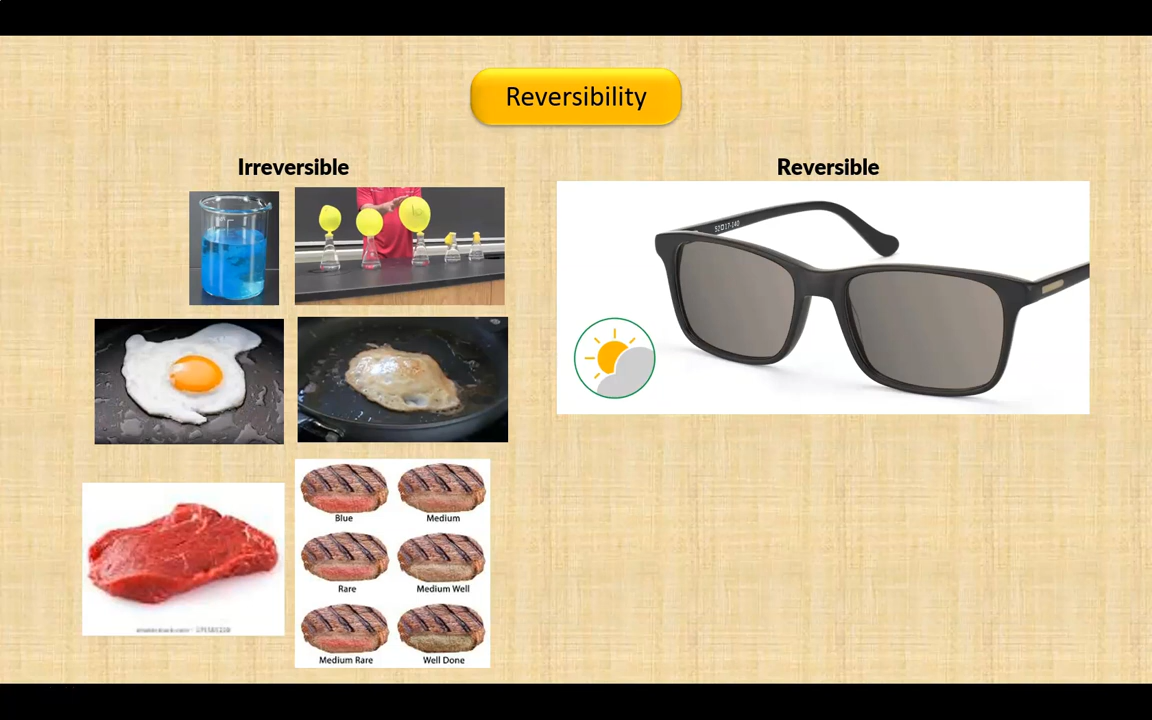 Reversibility
Irreversible
Reversible
Blue
Medium
Rare
Medium Well
Medium Rare
Well Done